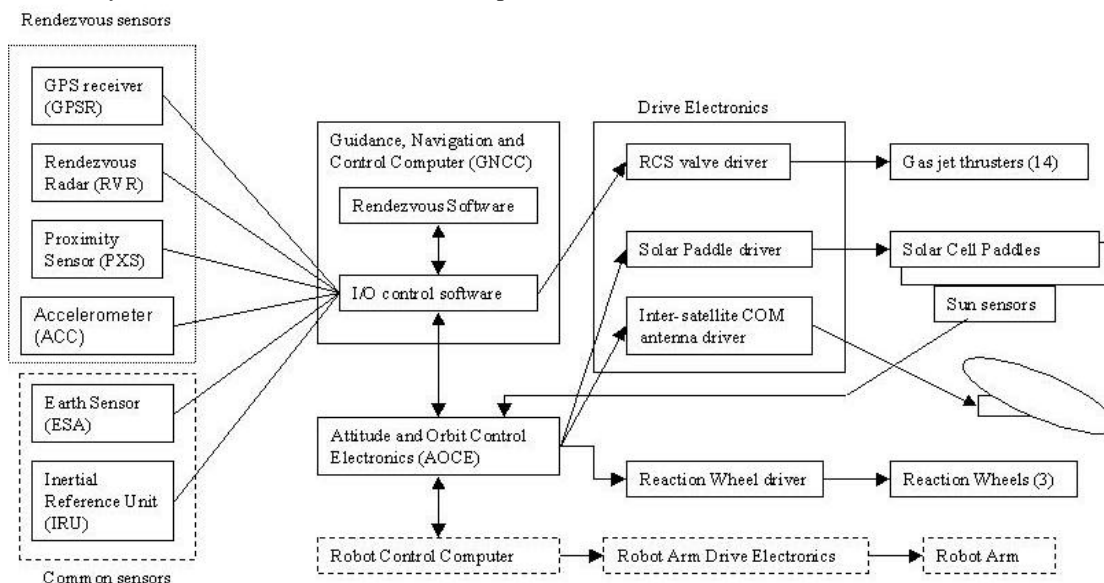 Rendezvous sensors
GPS receiver
(GPSR)
Rendezvous
Radar (RVR)
Proximity
Sensor (PXS)
Accelerometer
(ACC)
Earth Sensor
(ESA)
Inertial
Reference Unit
(IRU)
Common sensors
Guidance, Navigation and
Control Computer (GNCC)
Rendezvous Software
I/O control software
Attitude and Orbit Control
Electronics (AOCE)
Robot Control Computer
Drive Electronics
RCS valve driver
Solar Paddle driver
Inter-satellite COM
antenna driver
Reaction Wheel driver
Robot Arm Drive Electronics
Gas jet thrusters (14)
Solar Cell Paddles
Sun sensors
Reaction Wheels (3)
Robot Arm